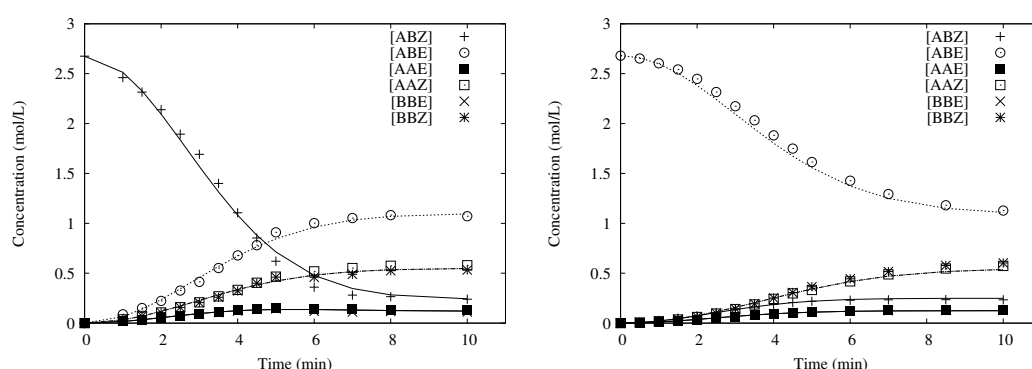 3
2.5
2
1.5
1
0.5
0
Concentration (mol/L)
0 2 4 6 8 10
Time (min)
[ABZ]
[ABE]
[AAE]
[AAZ]
[BBE]
[BBZ]
3
2.5
2
1.5
1
0.5
0
Concentration (mol/L)
0 2 4 6 8 10
Time (min)
[ABZ]
[ABE]
[AAE]
[AAZ]
[BBE]
[BBZ]